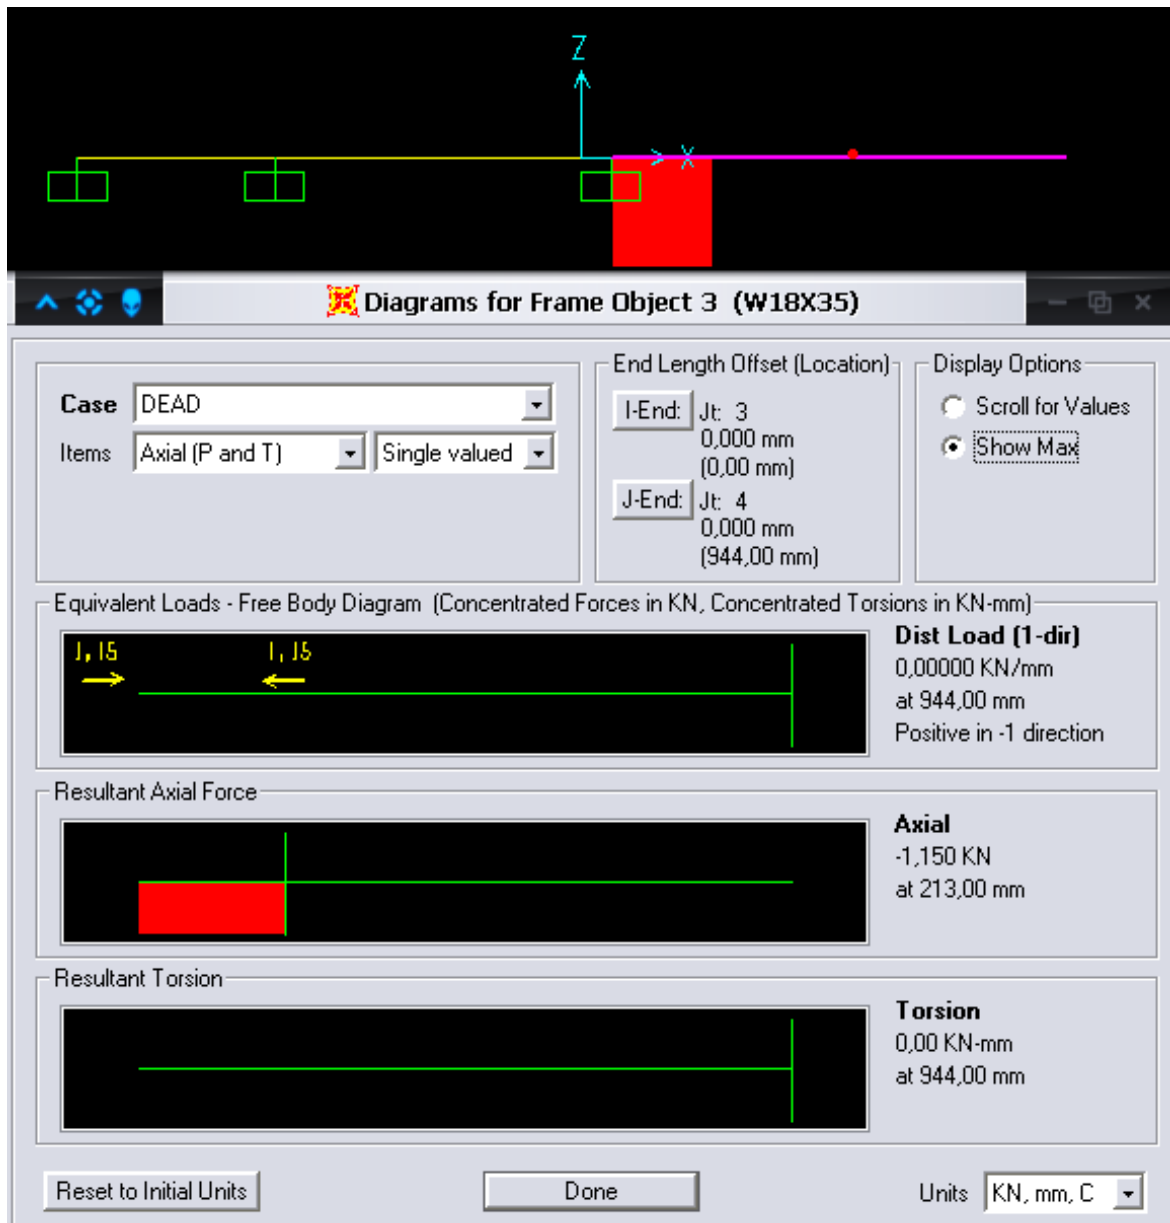 Z
X
Diagrams for Frame Object 3 (W18X35)
End Length Offset (Location)
Display Options
Case DEAD
I-End: Jt: 3
Scroll for Values
0,000 mm
Items Axial (P and T) Single valued
(0,00 mm)
Show Max
J-End: Jt: 4
0,000 mm
(944,00 mm)
Equivalent Loads - Free Body Diagram (Concentrated Forces in KN, Concentrated Torsions in KN-mm)
1,15 1,15
Dist Load (1-dir)
0,00000 KN/mm
at 944,00 mm
Positive in -1 direction
Resultant Axial Force
Axial
-1,150 KN
at 213,00 mm
Resultant Torsion
Torsion
0,00 KN-mm
at 944,00 mm
Reset to Initial Units Done Units KN, mm, C